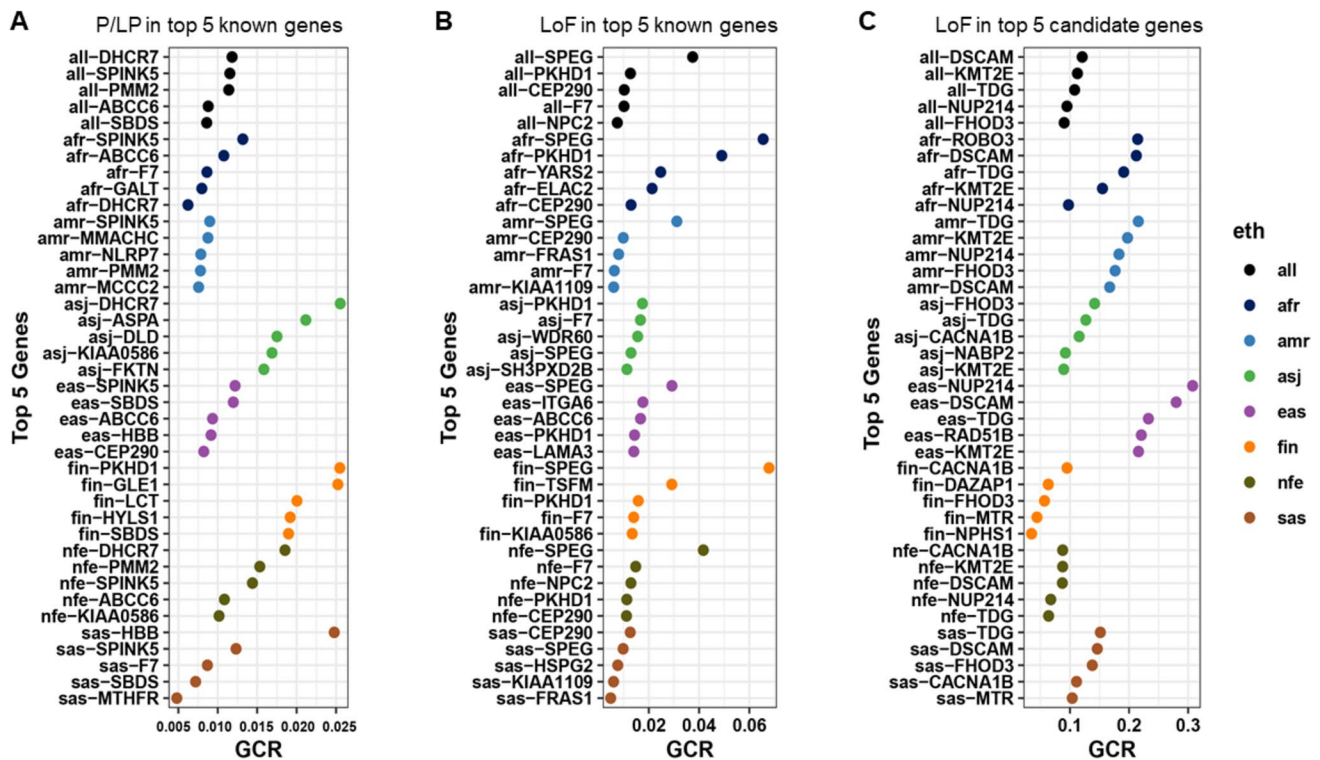 A
P/LP in top 5 known genes
Top 5 Genes
all–DHCR7
all–SPINK5
all–PMM2
all–ABCC6
all–SBDS
afr–SPINK5
afr–ABCC6
afr–F7
afr–GALT
afr–DHCR7
amr–SPINK5
amr–MMACHC
amr–NLRP7
amr–PMM2
amr–MCCC2
asj–DHCR7
asj–ASPA
asj–DLD
asj–KIAA0586
asj–FKTN
eas–SPINK5
eas–SBDS
eas–ABCC6
eas–HBB
eas–CEP290
fin–PKHD1
fin–GLE1
fin–LCT
fin–HYLS1
fin–SBDS
nfe–DHCR7
nfe–PMM2
nfe–SPINK5
nfe–ABCC6
nfe–KIAA0586
sas–HBB
sas–SPINK5
sas–F7
sas–SBDS
sas–MTHFR
0.005 0.010 0.015 0.020 0.025
GCR
B
LoF in top 5 known genes
Top 5 Genes
all–SPEG
all–PKHD1
all–CEP290
all–F7
all–NPC2
afr–SPEG
afr–PKHD1
afr–YARS2
afr–ELAC2
afr–CEP290
amr–SPEG
amr–CEP290
amr–FRAS1
amr–F7
amr–KIAA1109
asj–PKHD1
asj–F7
asj–WDR60
asj–SPEG
asj–SH3PXD2B
eas–SPEG
eas–ITGA6
eas–ABCC6
eas–PKHD1
eas–LAMA3
fin–SPEG
fin–TSFM
fin–PKHD1
fin–F7
fin–KIAA0586
nfe–SPEG
nfe–F7
nfe–NPC2
nfe–PKHD1
nfe–CEP290
sas–CEP290
sas–SPEG
sas–HSPG2
sas–KIAA1109
sas–FRAS1
0.02 0.04 0.06
GCR
C
LoF in top 5 candidate genes
Top 5 Genes
all–DSCAM
all–KMT2E
all–TDG
all–NUP214
all–FHOD3
afr–ROBO3
afr–DSCAM
afr–TDG
afr–KMT2E
afr–NUP214
amr–TDG
amr–KMT2E
amr–NUP214
amr–FHOD3
amr–DSCAM
asj–FHOD3
asj–TDG
asj–CACNA1B
asj–NABP2
asj–KMT2E
eas–NUP214
eas–DSCAM
eas–TDG
eas–RAD51B
eas–KMT2E
fin–CACNA1B
fin–DAZAP1
fin–FHOD3
fin–MTR
fin–NPHS1
nfe–CACNA1B
nfe–KMT2E
nfe–DSCAM
nfe–NUP214
nfe–TDG
sas–TDG
sas–DSCAM
sas–FHOD3
sas–CACNA1B
sas–MTR
0.1 0.2 0.3
GCR
eth
all
afr
amr
asj
eas
fin
nfe
sas